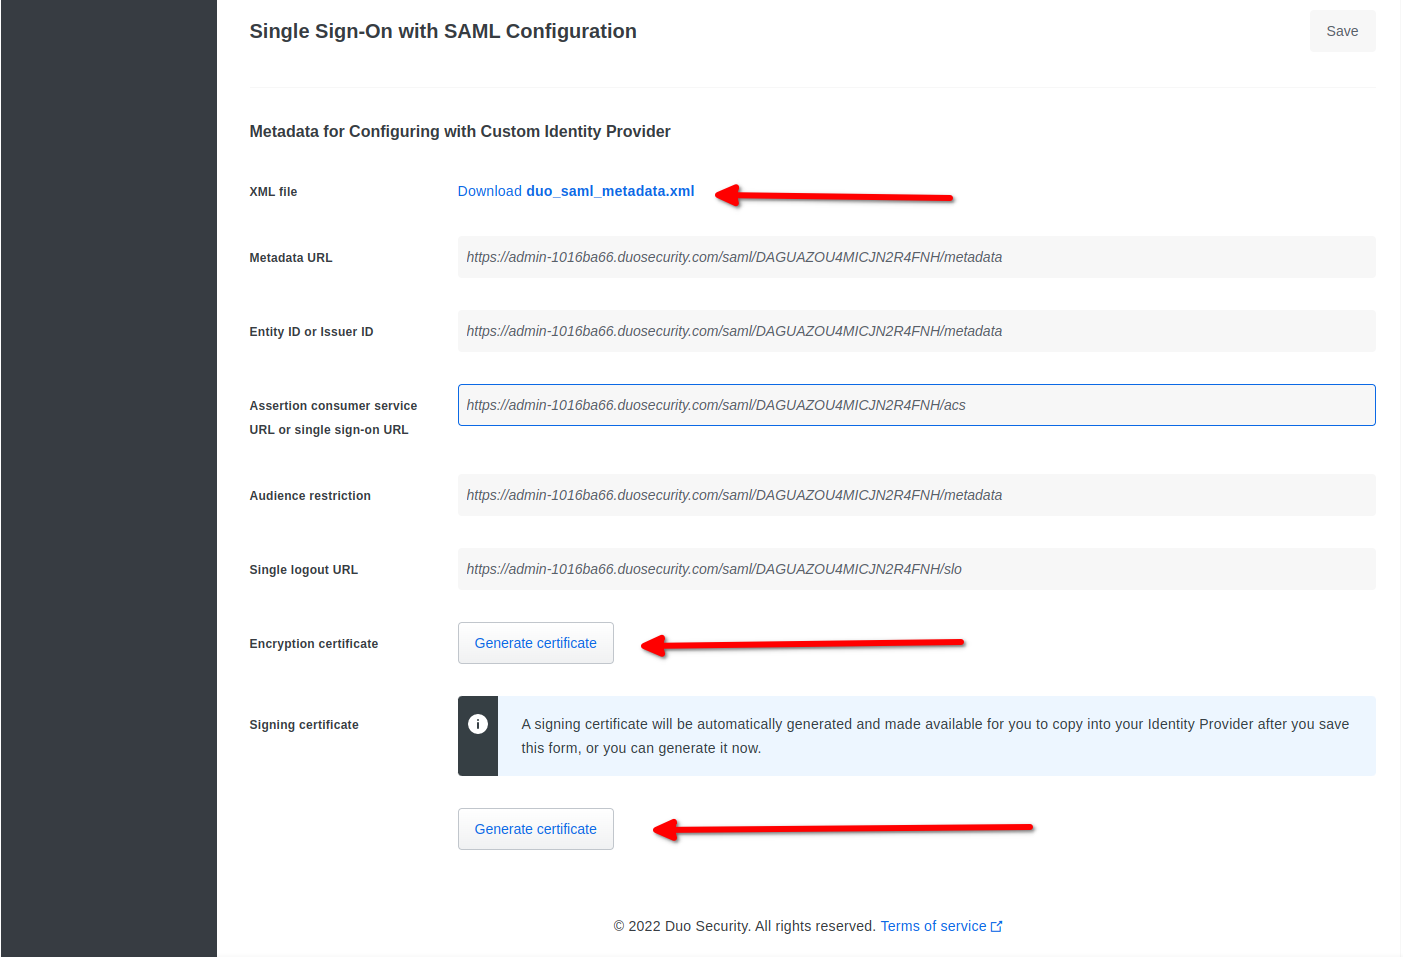 Single Sign-On with SAML Configuration
Save
Metadata for Configuring with Custom Identity Provider
XML file
Download duo_saml_metadata.xml
Metadata URL
https://admin-1016ba66.duosecurity.com/saml/DAGUAZOU4MICJN2R4FNH/metadata
Entity ID or Issuer ID
https://admin-1016ba66.duosecurity.com/saml/DAGUAZOU4MICJN2R4FNH/metadata
Assertion consumer service
URL or single sign-on URL
https://admin-1016ba66.duosecurity.com/saml/DAGUAZOU4MICJN2R4FNH/acs
Audience restriction
https://admin-1016ba66.duosecurity.com/saml/DAGUAZOU4MICJN2R4FNH/metadata
Single logout URL
https://admin-1016ba66.duosecurity.com/saml/DAGUAZOU4MICJN2R4FNH/slo
Encryption certificate
Generate certificate
Signing certificate
A signing certificate will be automatically generated and made available for you to copy into your Identity Provider after you save
this form, or you can generate it now.
Generate certificate
© 2022 Duo Security. All rights reserved. Terms of service